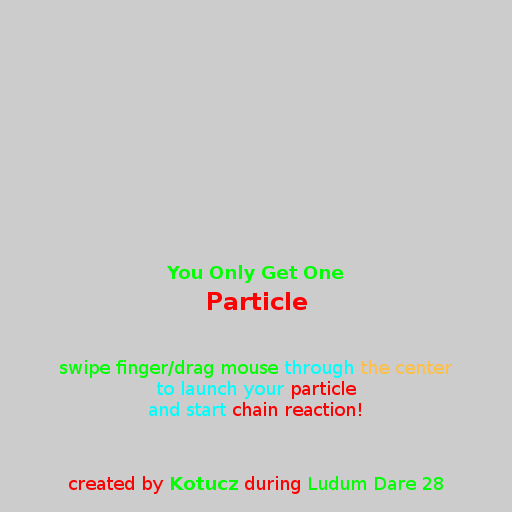 You Only Get One
Particle
swipe finger/drag mouse through the center
to launch your particle
and start chain reaction!
created by Kotucz during Ludum Dare 28